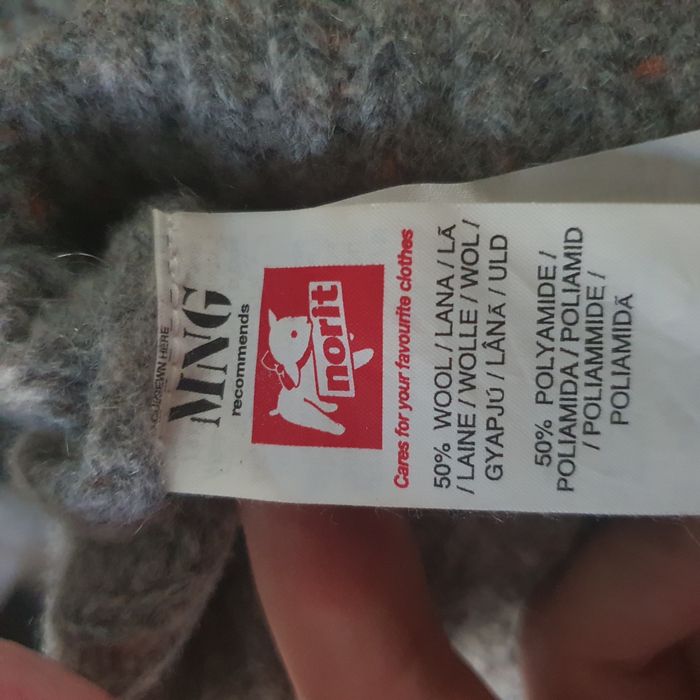 MNG
recommends
norit
Cares for your favourite clothes
50% WOOL / LANA / LÃ
/ LAINE / WOLLE / WOL /
GYAPJÚ / LÂNĂ / ULD
50% POLYAMIDE /
POLIAMIDA / POLIAMID
/ POLIAMMIDE /
POLIAMIDĂ